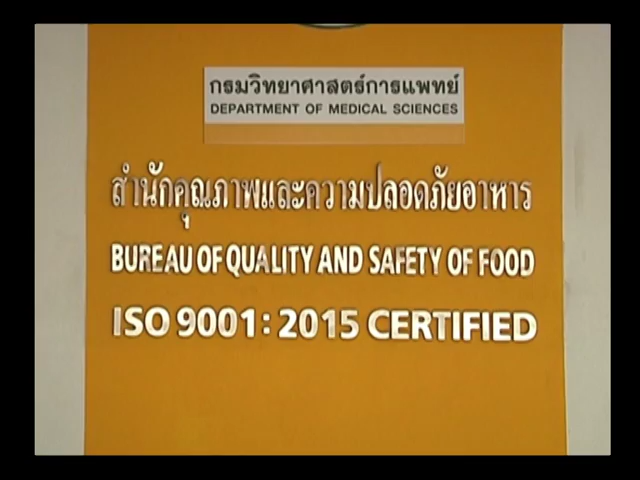 กรมวิทยาศาสตร์การแพทย์
DEPARTMENT OF MEDICAL SCIENCES
สำนักคุณภาพและความปลอดภัยอาหาร
BUREAU OF QUALITY AND SAFETY OF FOOD
ISO 9001: 2015 CERTIFIED